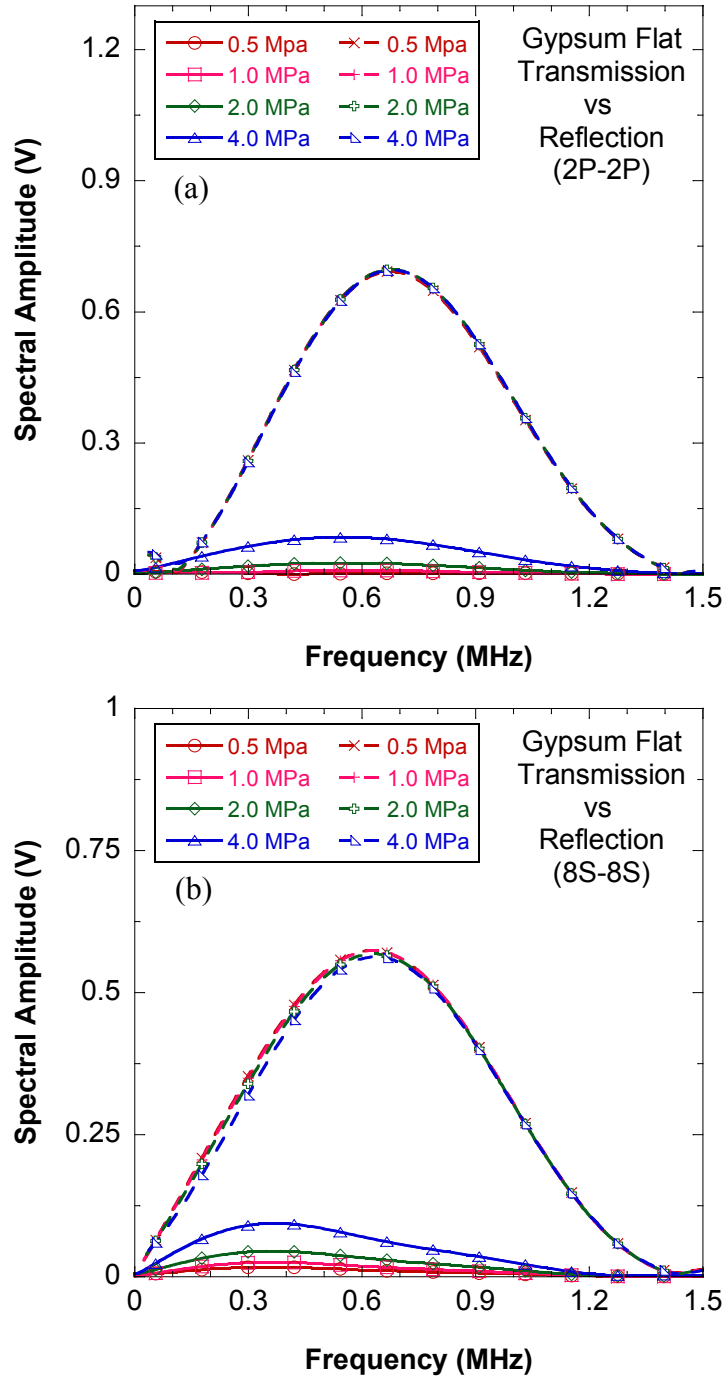 1.2
0.9
0.6
0.3
0
Spectral Amplitude (V)
0.5 Mpa
0.5 Mpa
1.0 MPa
1.0 MPa
2.0 MPa
2.0 MPa
4.0 MPa
4.0 MPa
Gypsum Flat
Transmission
vs
Reflection
(2P-2P)
(a)
0
0.3
0.6
0.9
1.2
1.5
Frequency (MHz)
1
0.75
0.5
0.25
0
Spectral Amplitude (V)
0.5 Mpa
0.5 Mpa
1.0 MPa
1.0 MPa
2.0 MPa
2.0 MPa
4.0 MPa
4.0 MPa
Gypsum Flat
Transmission
vs
Reflection
(8S-8S)
(b)
0
0.3
0.6
0.9
1.2
1.5
Frequency (MHz)